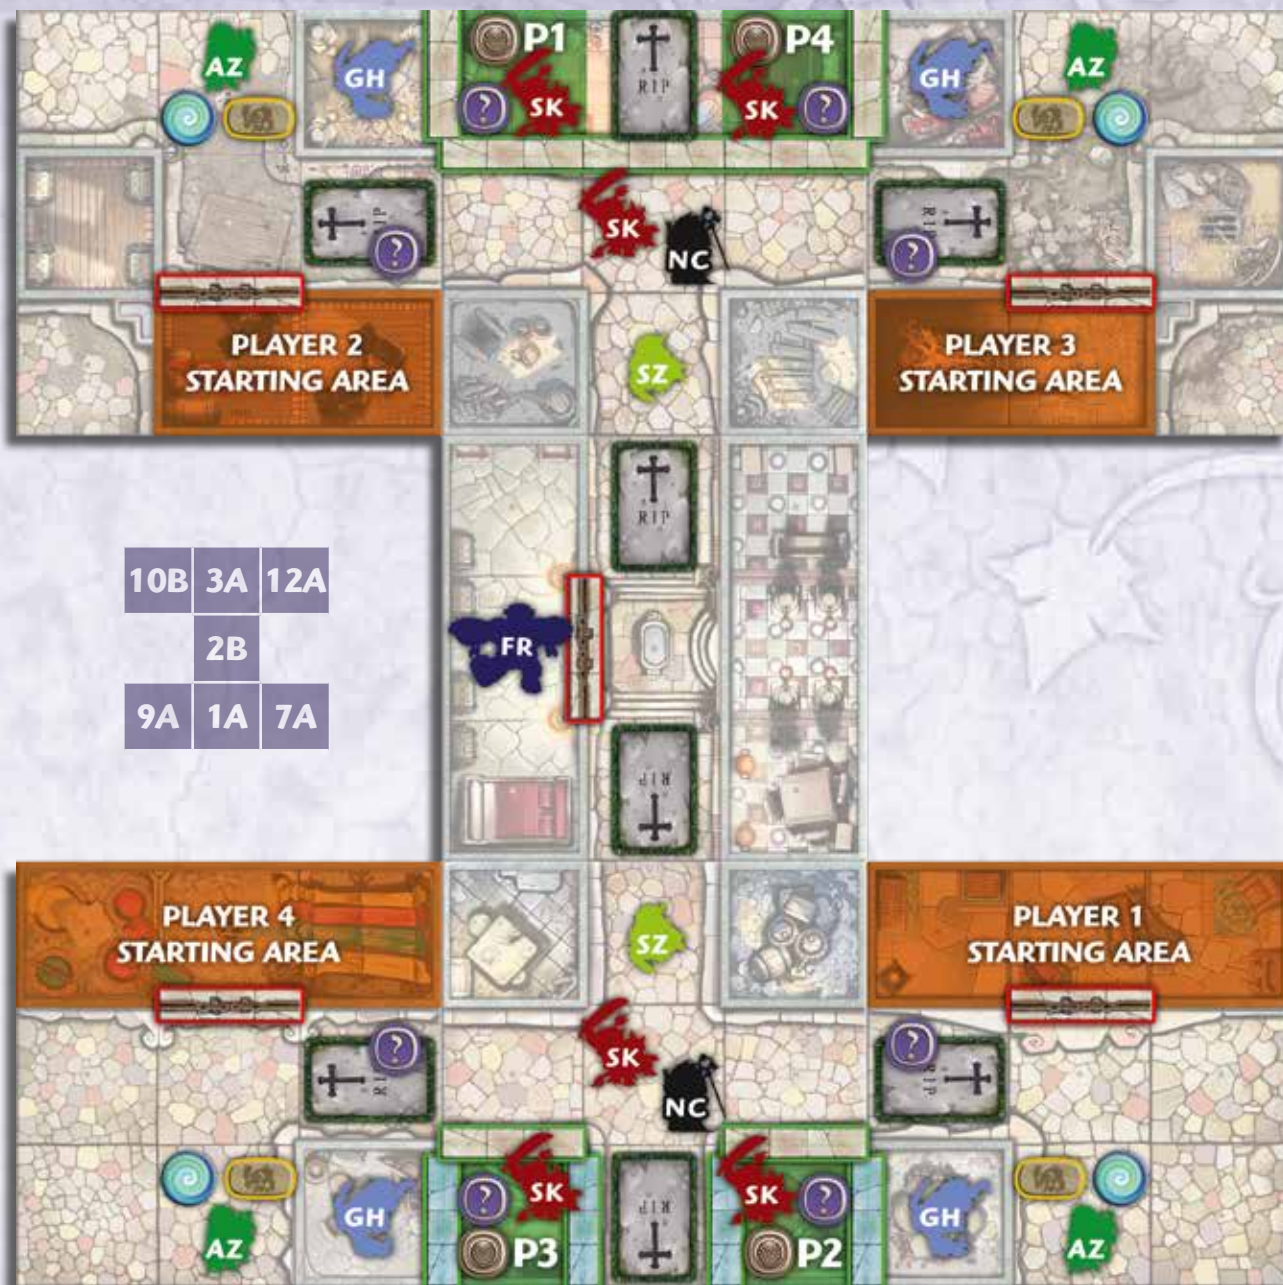 AZ
GH
P1
SK
RIP
P4
SK
GH
AZ
?
?
SK
NC
RIP
?
RIP
?
PLAYER 2
STARTING AREA
SZ
PLAYER 3
STARTING AREA
RIP
10B 3A 12A
2B
9A 1A 7A
FR
RIP
PLAYER 4
STARTING AREA
SZ
PLAYER 1
STARTING AREA
?
RIP
SK
NC
?
RIP
AZ
GH
?
SK
P3
RIP
SK
?
P2
GH
AZ